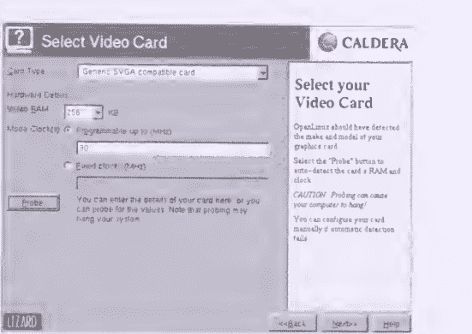 Select Video Card
CALDERA
Card Type
Generic SVGA compatible card
Hardware Details
Video RAM
256
KB
Mode Clock(s)
Programmable up to (MHz)
90
Fixed clocks (MHz)
Probe
You can enter the details of your card here, or you
can probe for the values. Note that probing may
hang your system.
Select your
Video Card
OpenLinux should have detected
the make and model of your
graphics card.
Select the "Probe" button to
auto-detect the card's RAM and
clock.
CAUTION: Probing can cause
your computer to hang!
You can configure your card
manually if automatic detection
fails.
LIZARD
<<Back
Next>>
Help